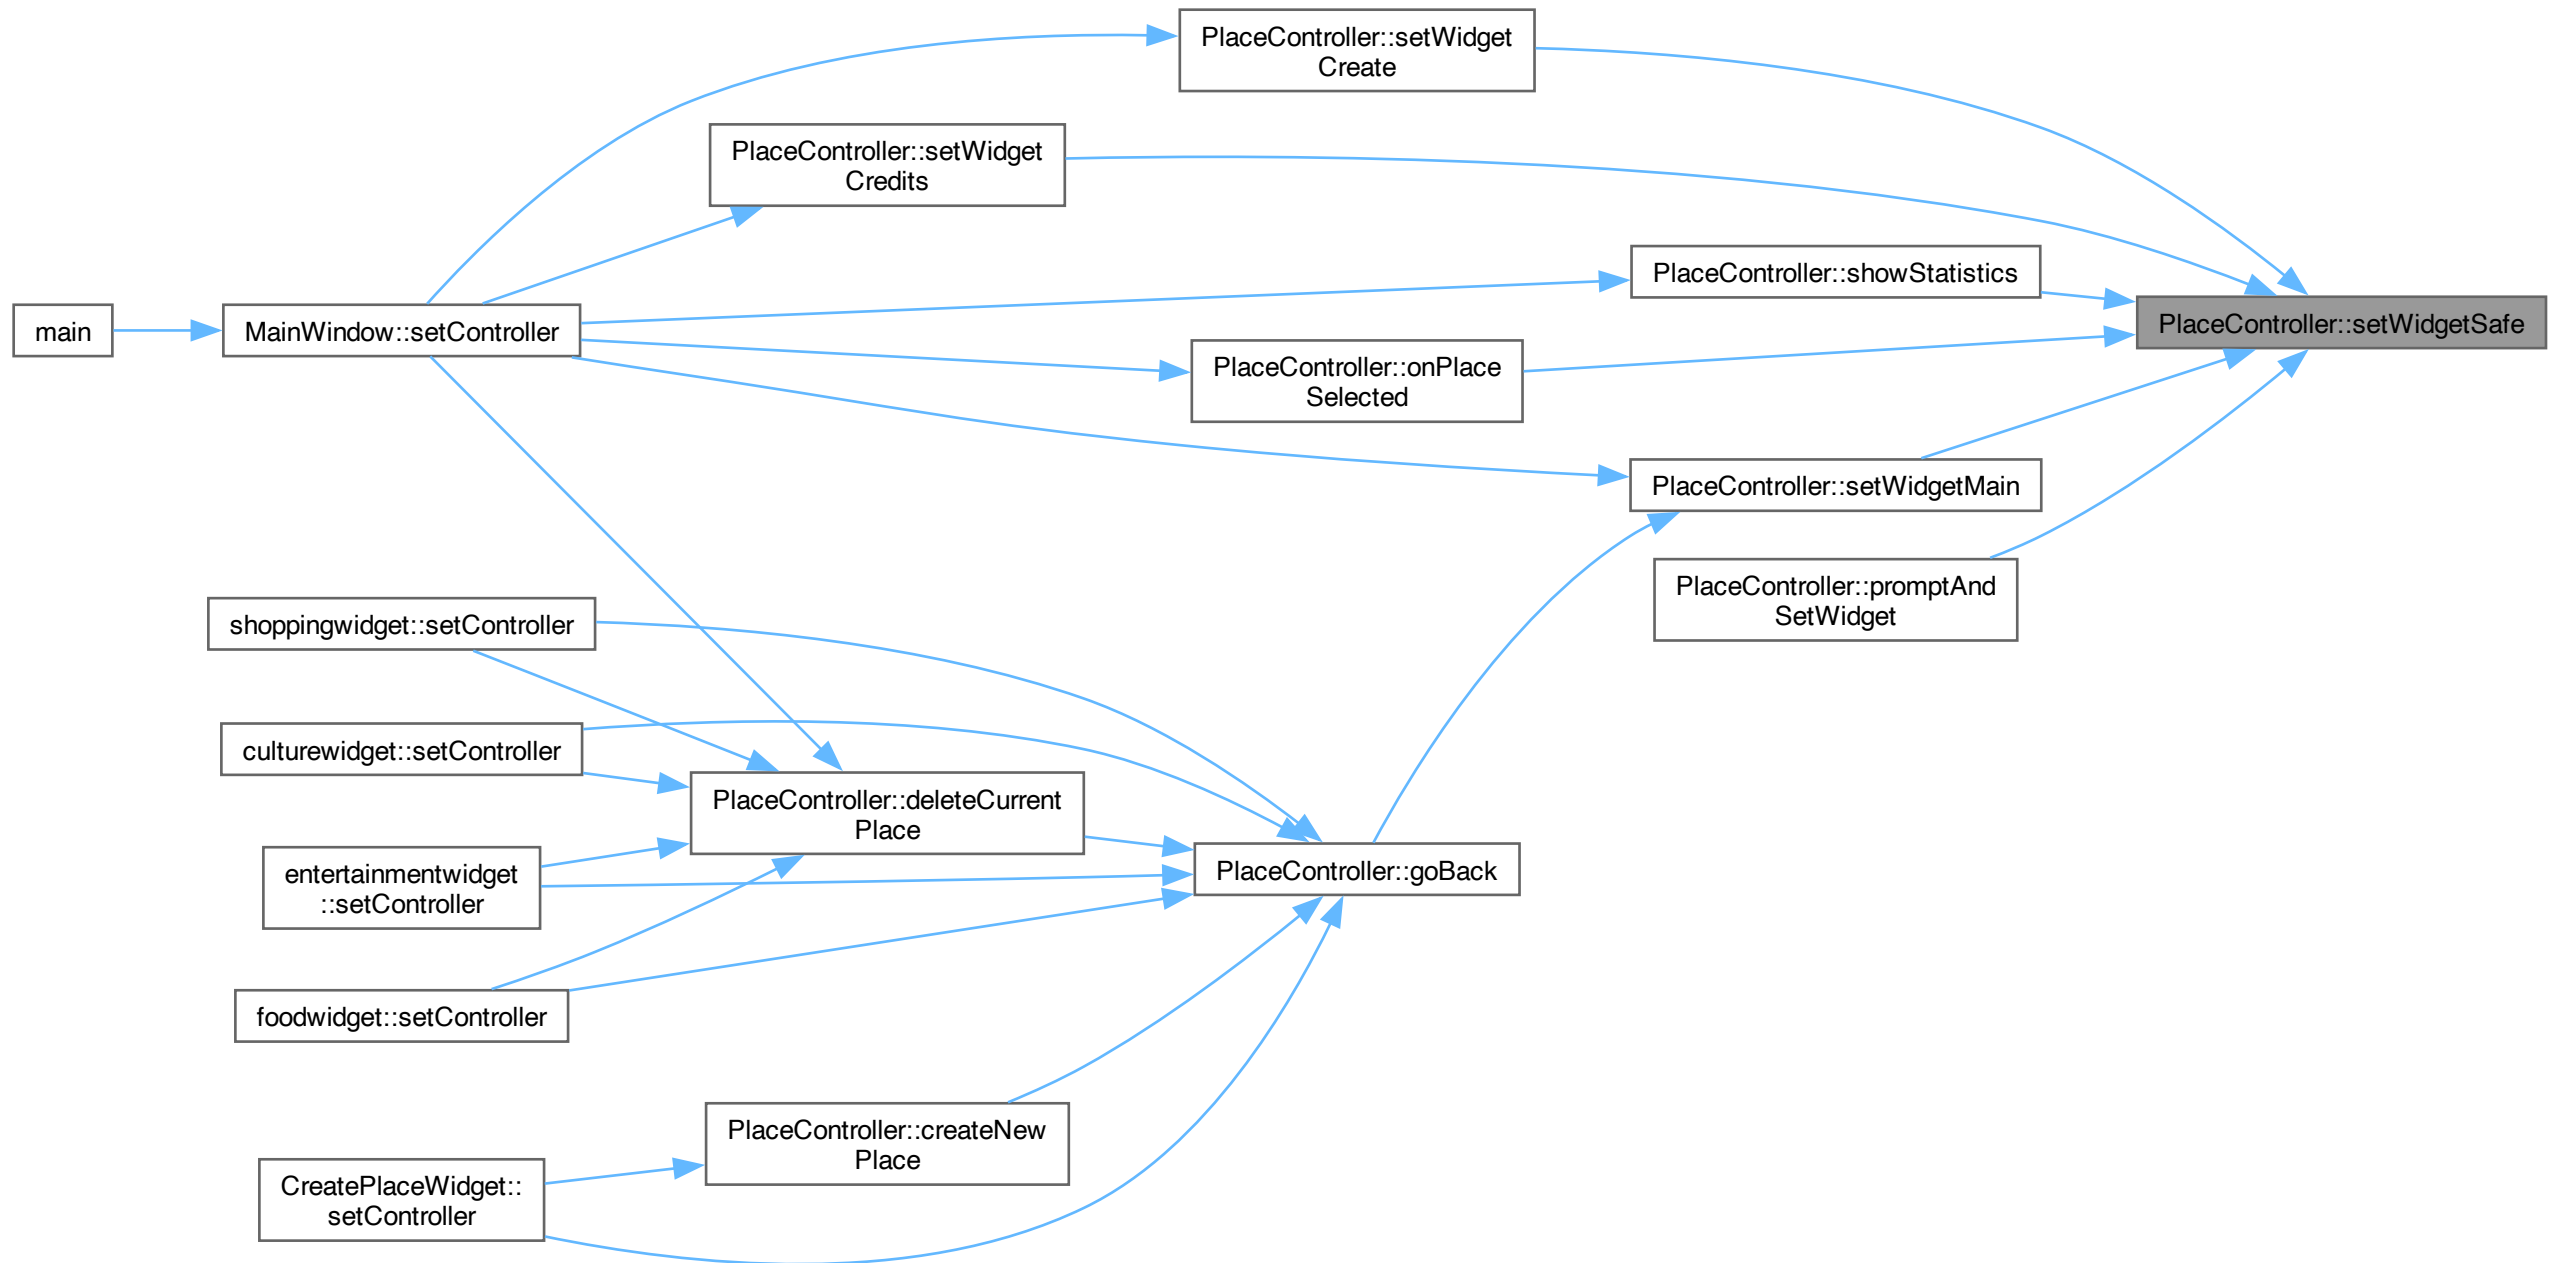 PlaceController::setWidget
Create
PlaceController::setWidget
Credits
PlaceController::showStatistics
PlaceController::setWidgetSafe
main
MainWindow::setController
PlaceController::onPlace
Selected
PlaceController::setWidgetMain
PlaceController::promptAnd
SetWidget
shoppingwidget::setController
culturewidget::setController
PlaceController::deleteCurrent
Place
entertainmentwidget
::setController
PlaceController::goBack
foodwidget::setController
PlaceController::createNew
Place
CreatePlaceWidget::
setController